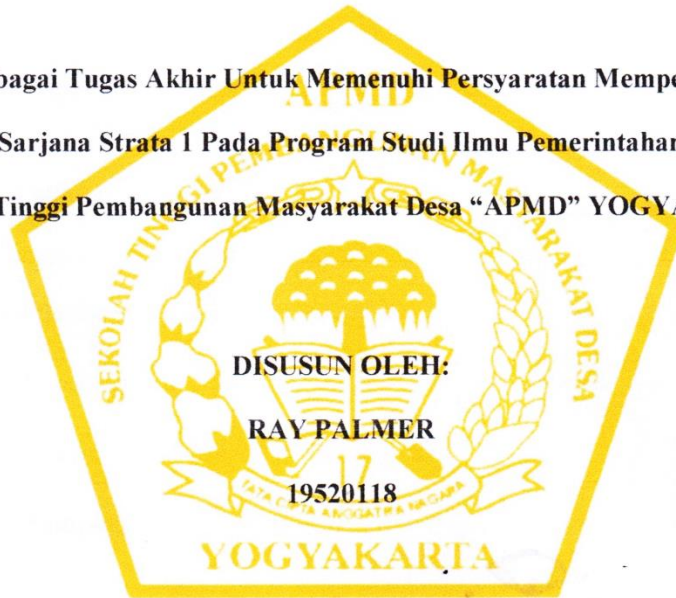 bagai Tugas Akhir Untuk Memenuhi Persyaratan Mempe
APMD
Sarjana Strata 1 Pada Program Studi Ilmu Pemerintahan
SEKOLAH TINGGI PEMBANGUNAN MASYARAKAT DESA
Tinggi Pembangunan Masyarakat Desa “APMD” YOGYA
DISUSUN OLEH:
RAY PALMER
17
19520118
TATA CIPTA ANGGATRA NAGARA
YOGYAKARTA